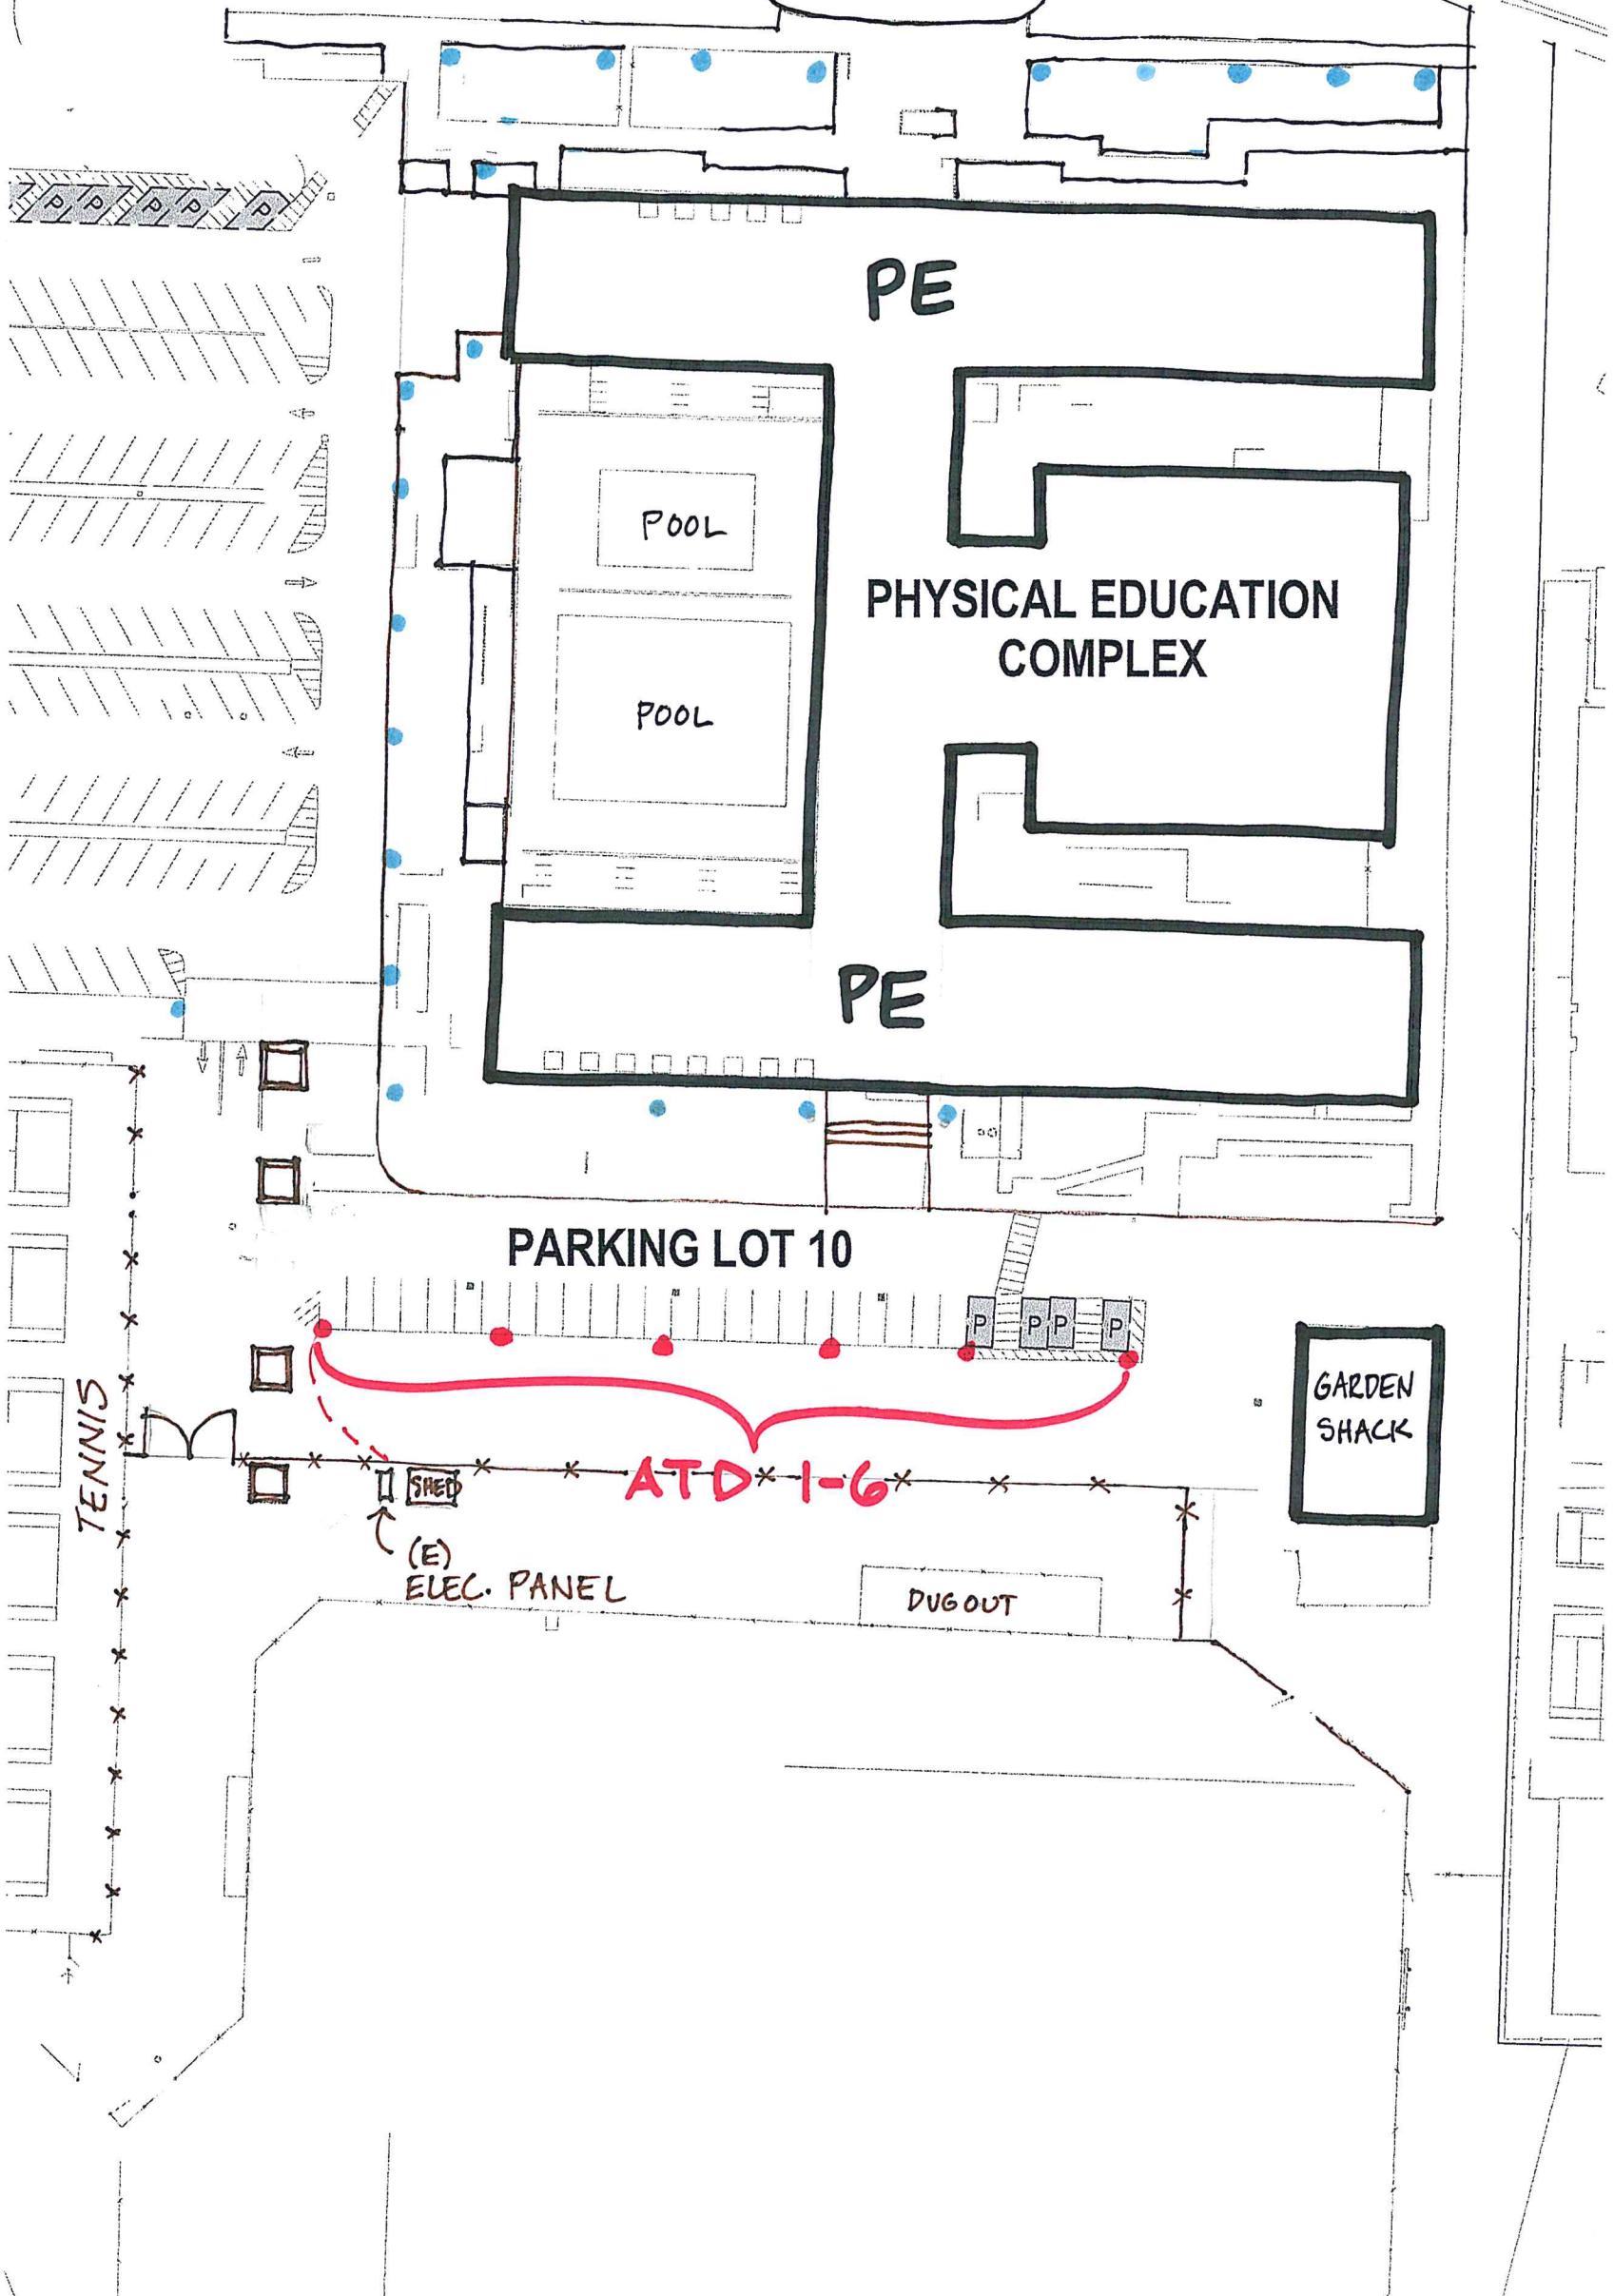 P P P P P
PE
POOL
PHYSICAL EDUCATION
COMPLEX
POOL
PE
PARKING LOT 10
P P P P
GARDEN
SHACK
TENNIS
ATD 1-6
SHED
(E)
ELEC. PANEL
DUGOUT